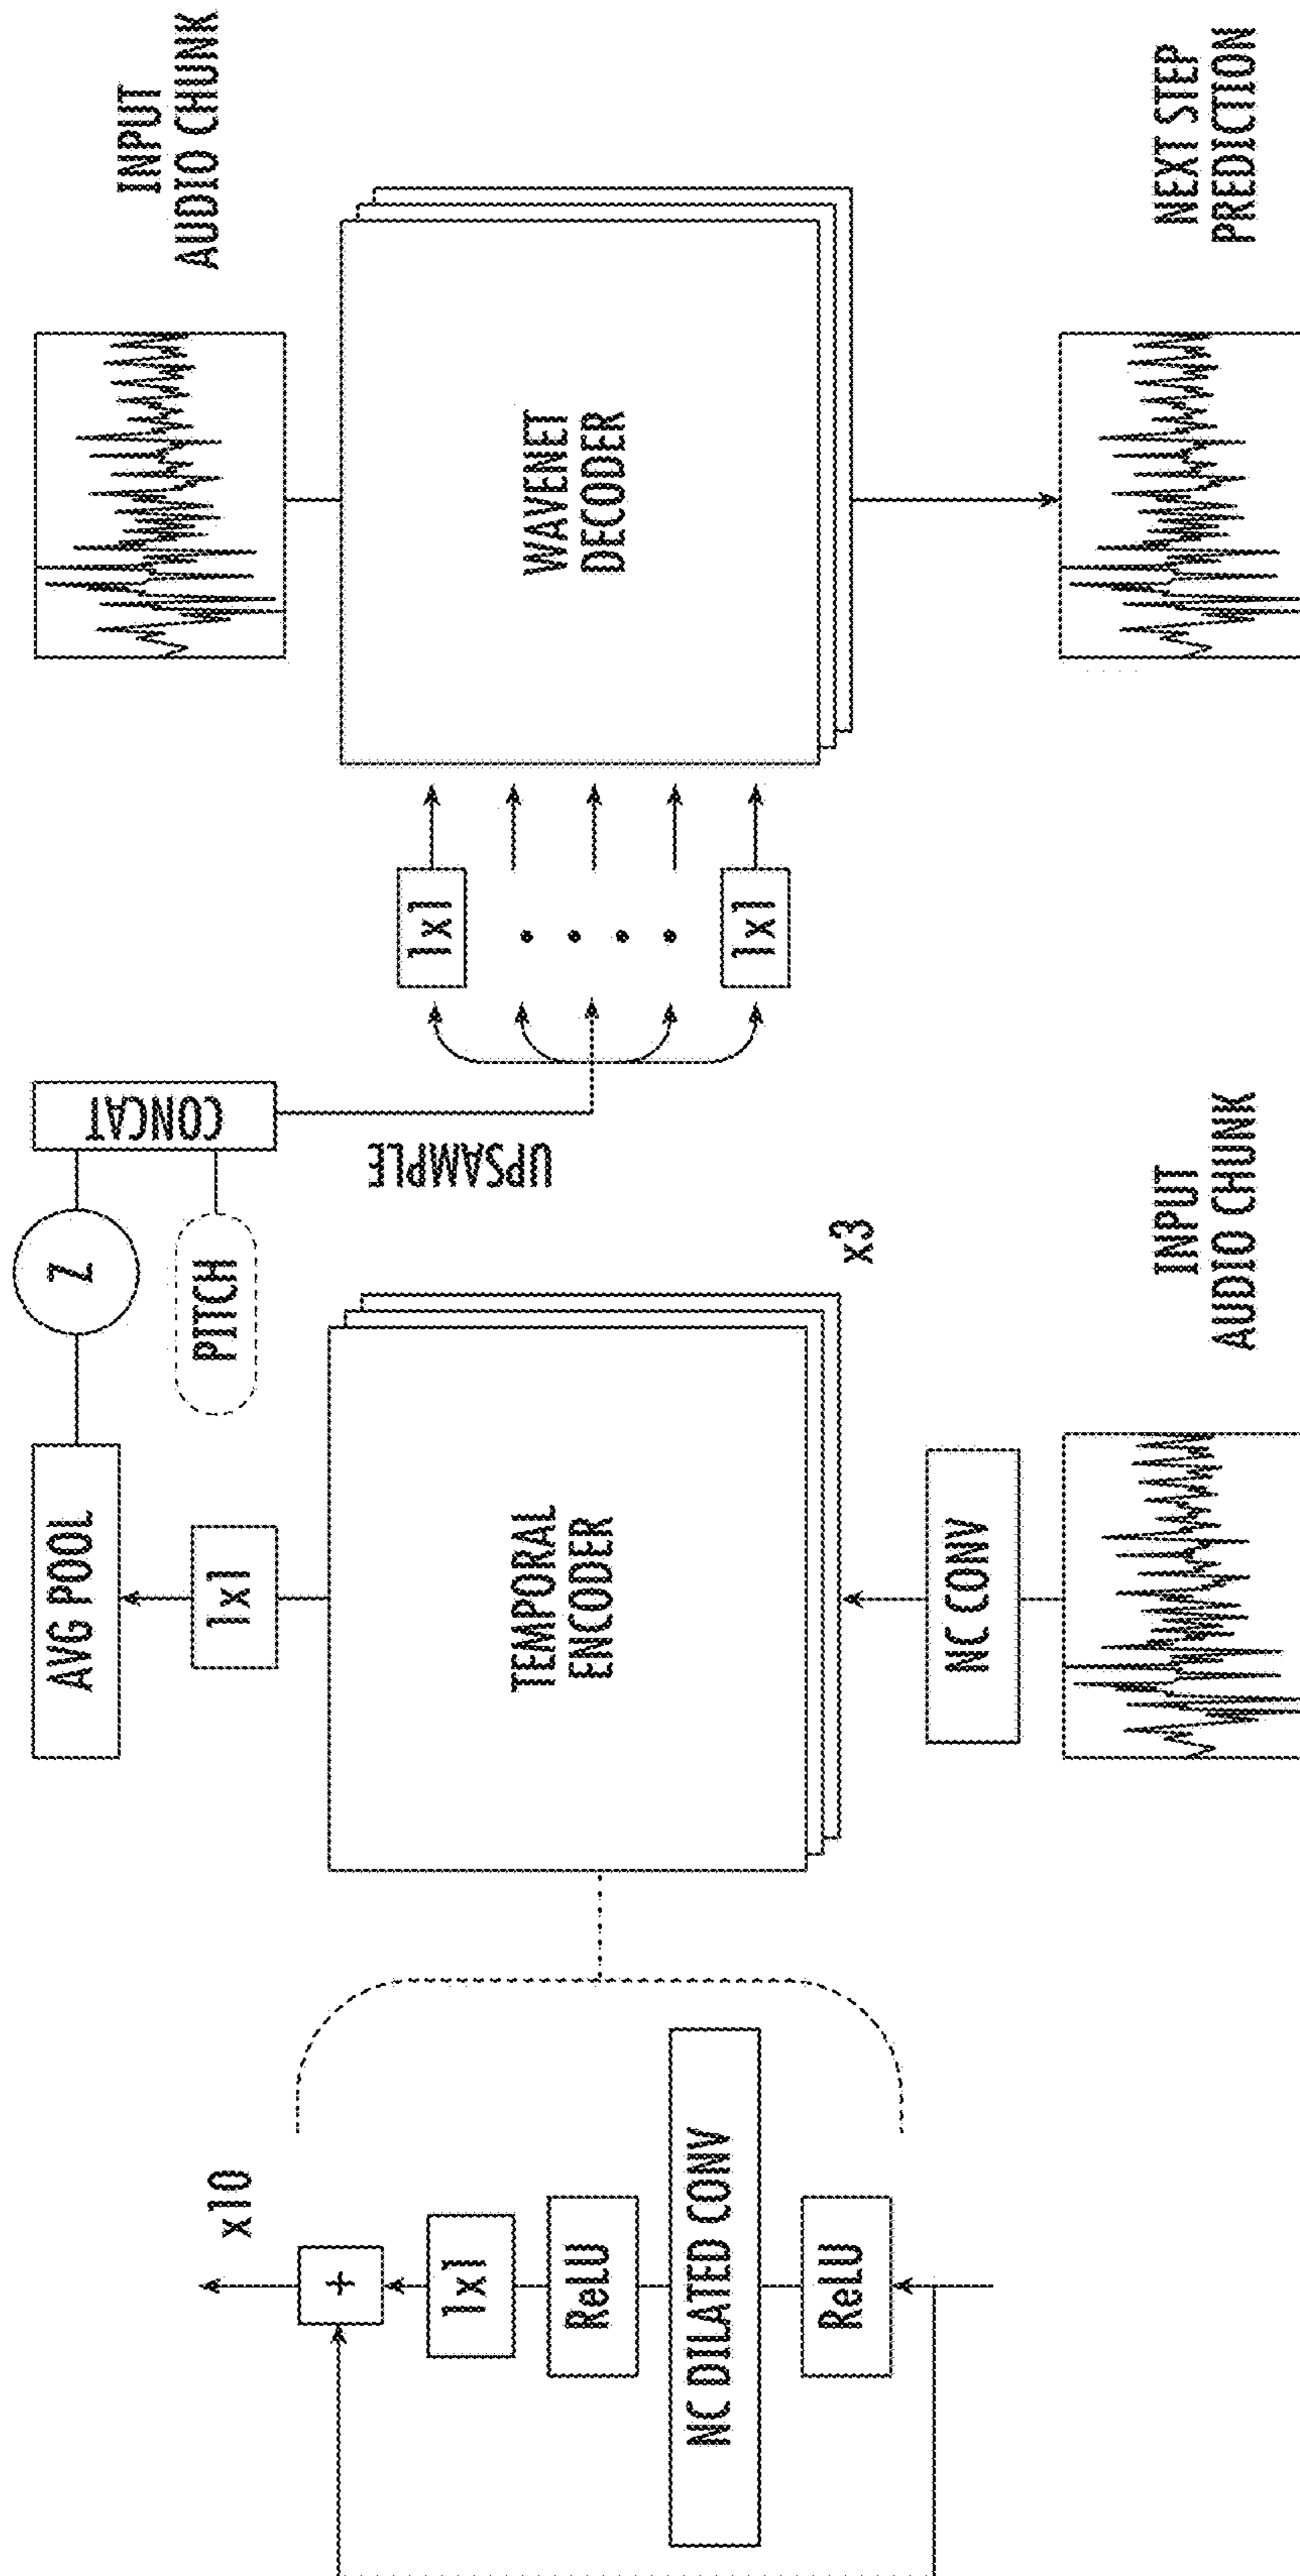 x10
+
1x1
ReLU
NC DILATED CONV
ReLU
AVG POOL
1x1
TEMPORAL
ENCODER
x3
NC CONV
INPUT
AUDIO CHUNK
Z
PITCH
CONCAT
UPSAMPLE
1x1
1x1
INPUT
AUDIO CHUNK
WAVENET
DECODER
NEXT STEP
PREDICTION